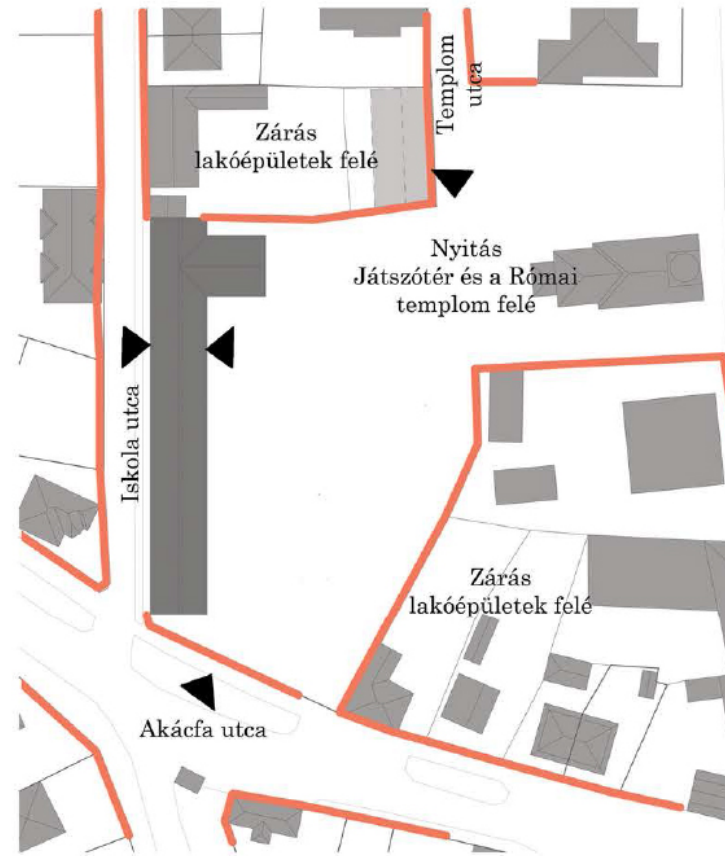 Templom
utca
Zárás
lakóépületek felé
Nyitás
Játszótér és a Római
templom felé
Iskola utca
Zárás
lakóépületek felé
Akácfa utca